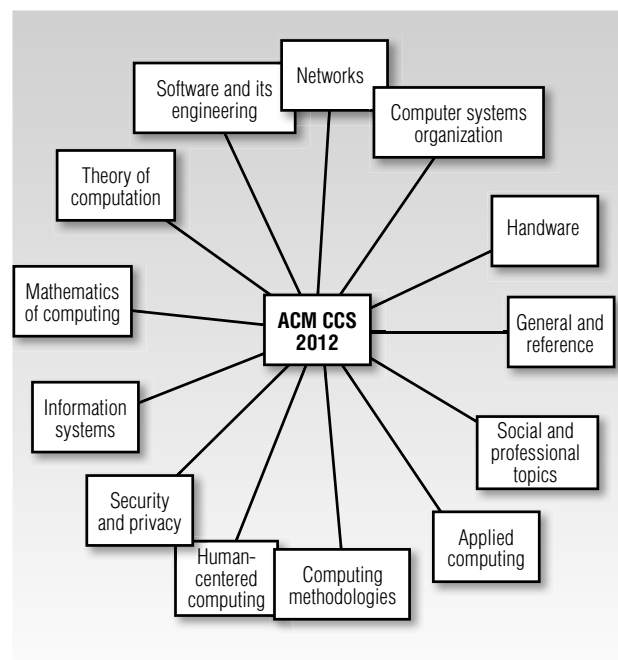 Networks
Software and its
engineering
Computer systems
organization
Theory of
computation
Handware
Mathematics
of computing
ACM CCS
2012
General and
reference
Information
systems
Social and
professional
topics
Security
and privacy
Applied
computing
Human-
centered
computing
Computing
methodologies